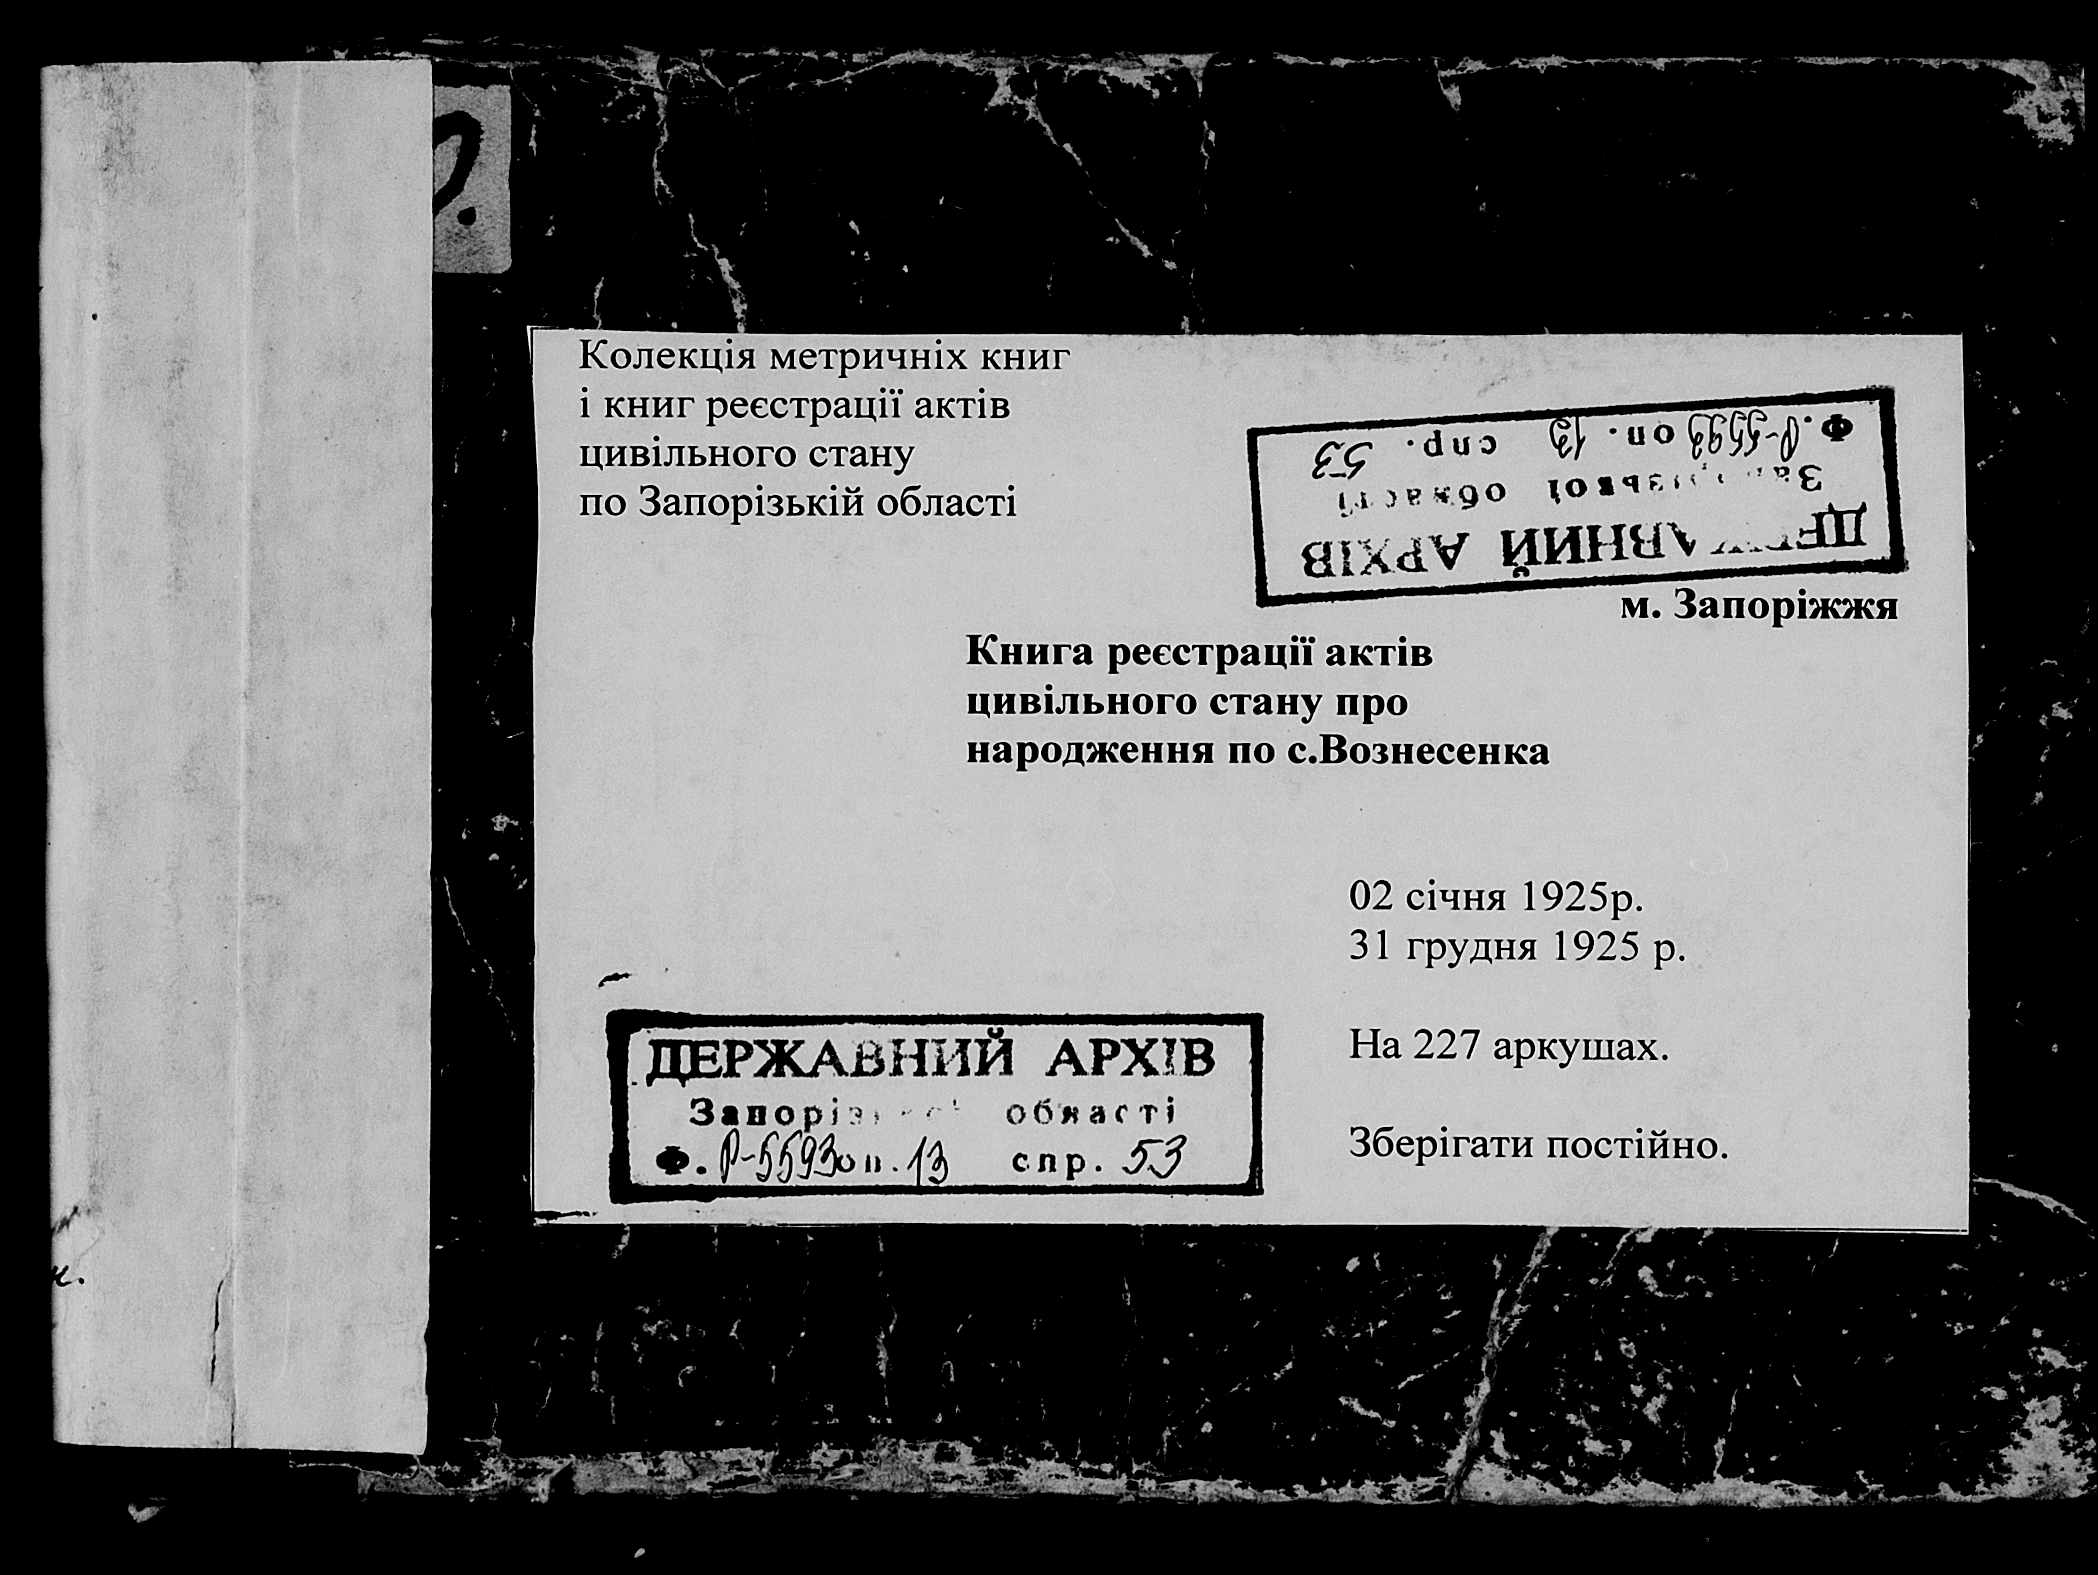 Колекція метричніх книг
і книг реєстрації актів
цивільного стану
по Запорізькій області
Ф. Р-5593 оп. 13 спр. 53
області
ДЕРЖАВНИЙ АРХІВ
м. Запоріжжя
Книга реєстрації актів
цивільного стану про
народження по с.Вознесенка
02 січня 1925р.
31 грудня 1925 р.
На 227 аркушах.
Зберігати постійно.
ДЕРЖАВНИЙ АРХІВ
Запорізької області
Ф. Р-5593 оп. 13 спр. 53